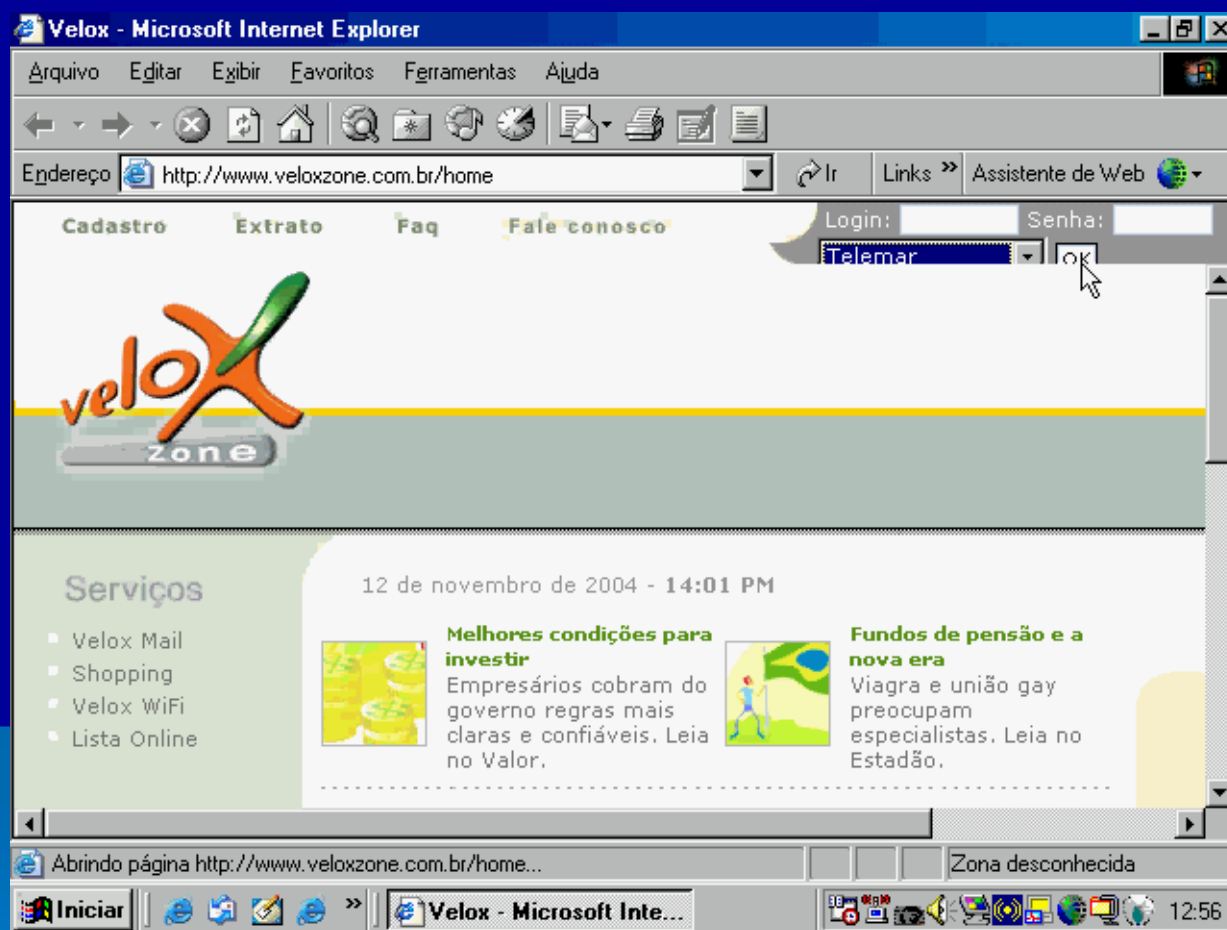 Velox - Microsoft Internet Explorer
Arquivo Editar Exibir Favoritos Ferramentas Ajuda
Endereço http://www.veloxzone.com.br/home Ir Links » Assistente de Web
Cadastro Extrato Faq Fale conosco Login: Senha:
Telemar OK
velox
zone
Serviços
Velox Mail
Shopping
Velox WiFi
Lista Online
12 de novembro de 2004 - 14:01 PM
Melhores condições para
investir
Empresários cobram do
governo regras mais
claras e confiáveis. Leia
no Valor.
Fundos de pensão e a
nova era
Viagra e união gay
preocupam
especialistas. Leia no
Estadão.
Abrindo página http://www.veloxzone.com.br/home... Zona desconhecida
Iniciar » Velox - Microsoft Inte... 12:56